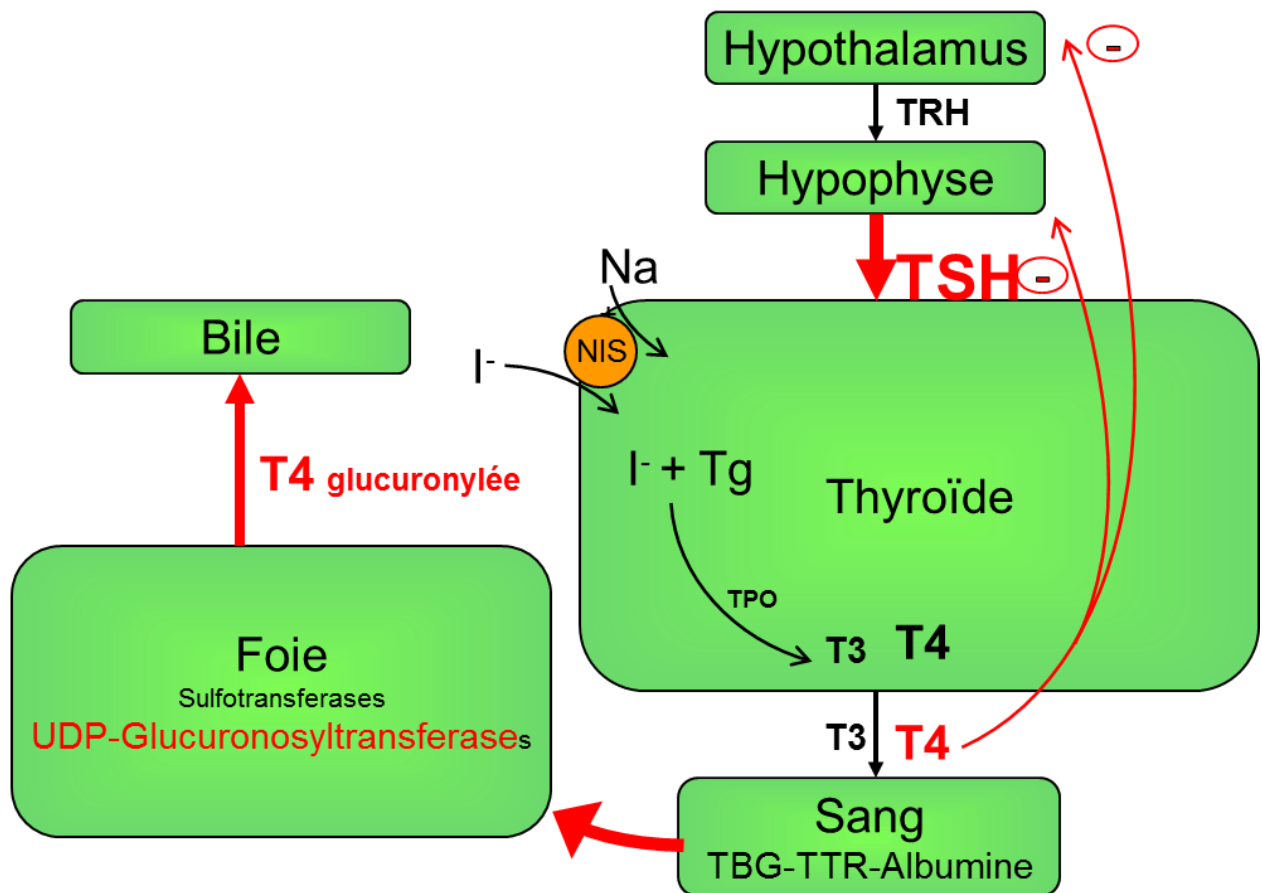 Hypothalamus
-
TRH
Hypophyse
TSH
-
Na
+
NIS
I-
Bile
T4 glucuronylée
I- + Tg
Thyroïde
TPO
T3 T4
Foie
Sulfotransferases
UDP-Glucuronosyltransferases
T3 T4
Sang
TBG-TTR-Albumine